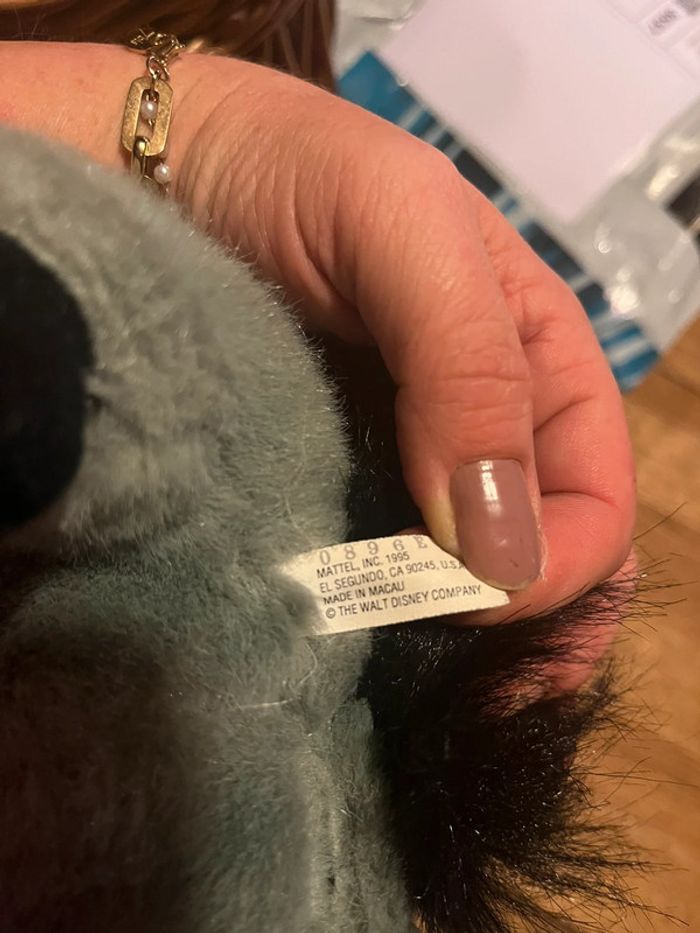 0896E
MATTEL, INC. 1995
EL SEGUNDO, CA 90245, U.S.A
MADE IN MACAU
© THE WALT DISNEY COMPANY